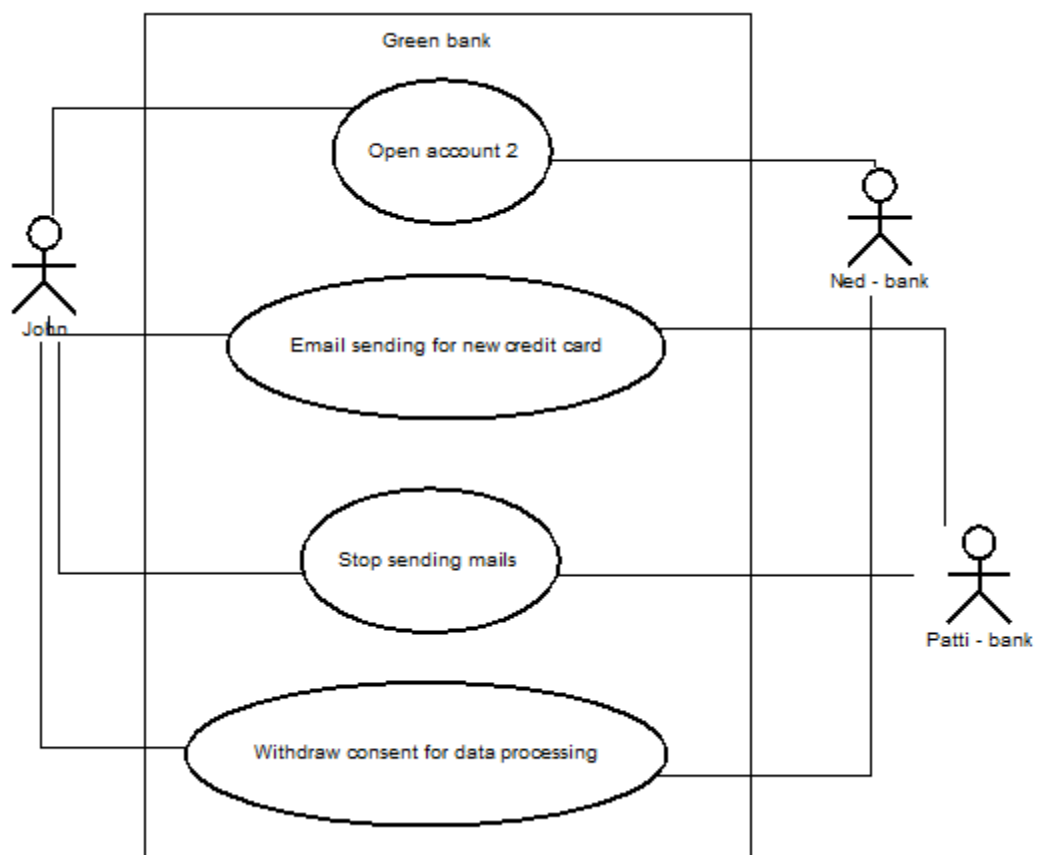 Green bank
Open account 2
Ned - bank
John
Email sending for new credit card
Stop sending mails
Patti - bank
Withdraw consent for data processing